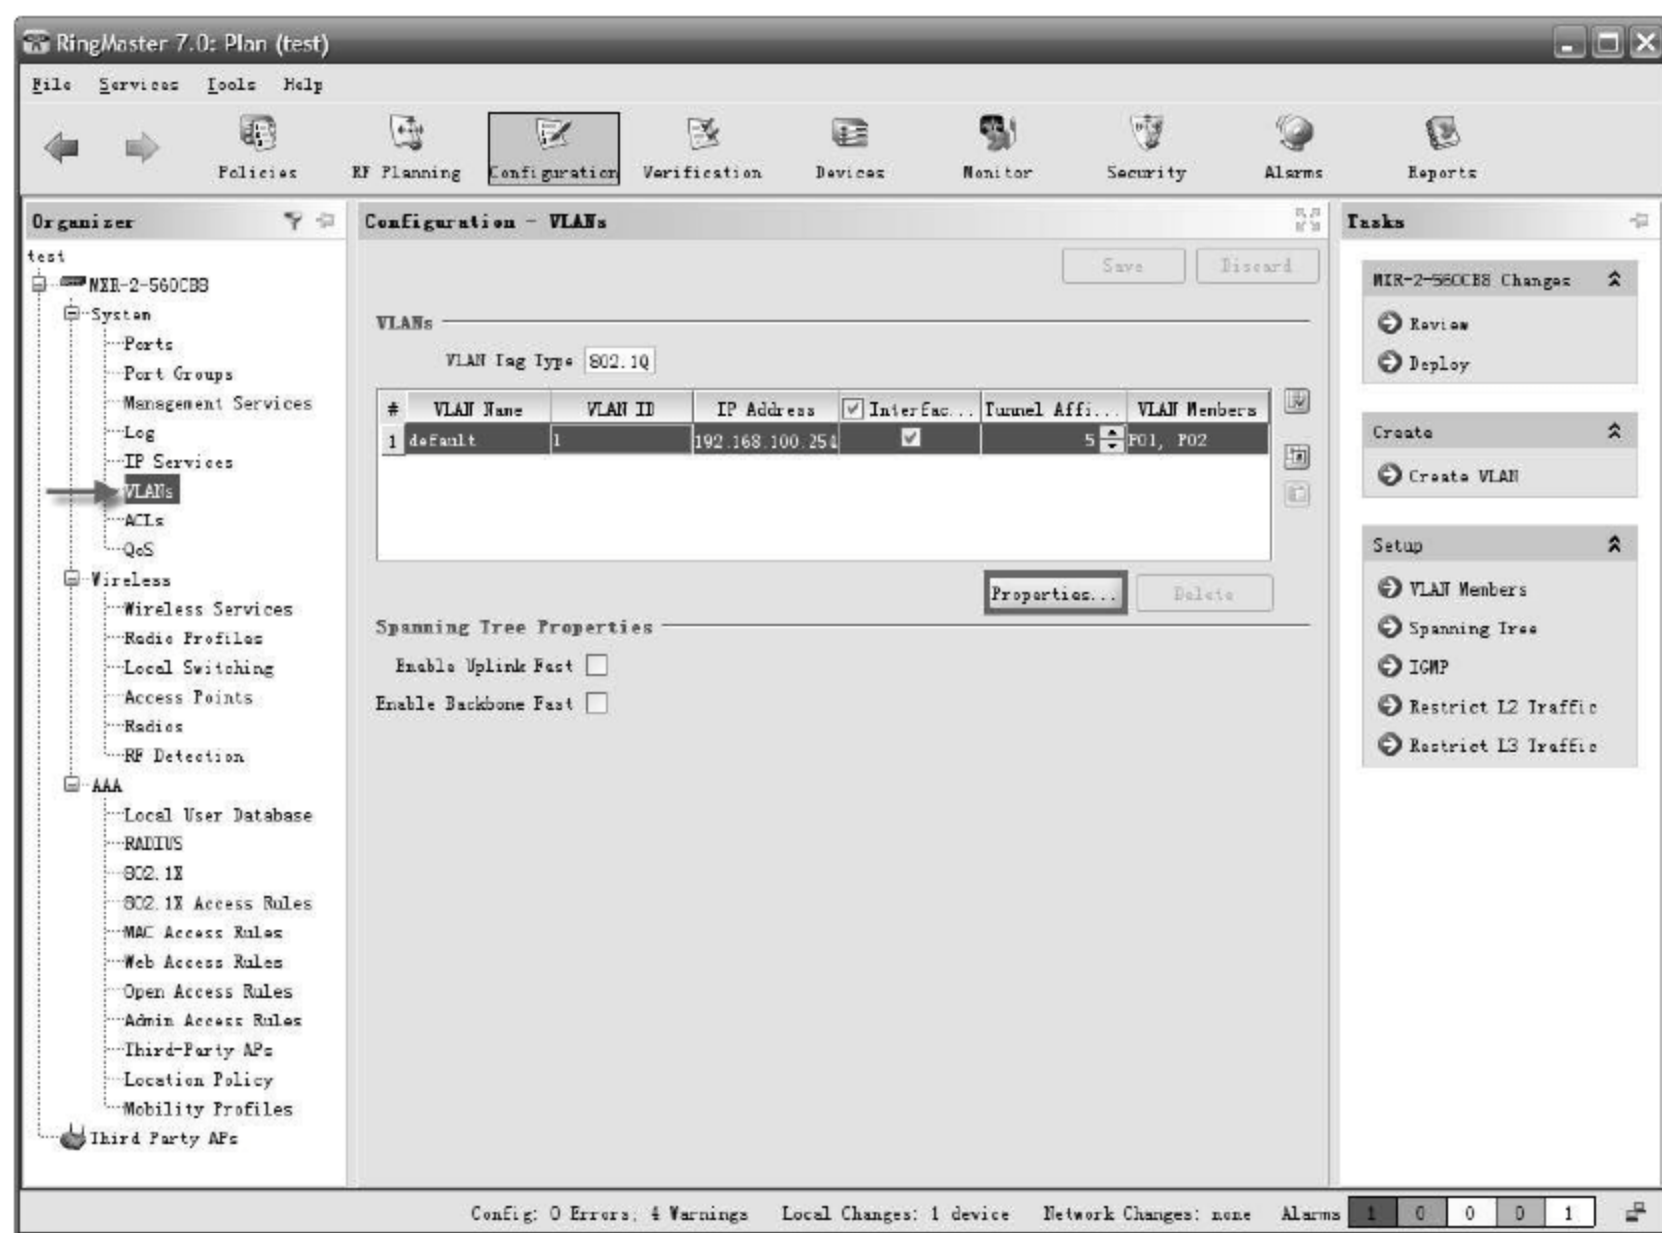 RingMaster 7.0: Plan (test)
File Services Tools Help
Policies RF Planning Configuration Verification Devices Monitor Security Alarms Reports
Organizer
test
MXR-2-560CB8
System
Ports
Port Groups
Management Services
Log
IP Services
VLANs
ACLs
QoS
Wireless
Wireless Services
Radio Profiles
Local Switching
Access Points
Radios
RF Detection
AAA
Local User Database
RADIUS
802.1X
802.1X Access Rules
MAC Access Rules
Web Access Rules
Open Access Rules
Admin Access Rules
Third-Party APs
Location Policy
Mobility Profiles
Third Party APs
Configuration - VLANs
Save Discard
VLANs
VLAN Tag Type 802.1Q
# VLAN Name VLAN ID IP Address Interfac... Tunnel Affi... VLAN Members
1 default 1 192.168.100.254 5 P01, P02
Properties... Delete
Spanning Tree Properties
Enable Uplink Fast
Enable Backbone Fast
Tasks
MXR-2-560CB8 Changes
Review
Deploy
Create
Create VLAN
Setup
VLAN Members
Spanning Tree
IGMP
Restrict L2 Traffic
Restrict L3 Traffic
Config: 0 Errors; 4 Warnings Local Changes: 1 device Network Changes: none Alarms 1 0 0 0 1